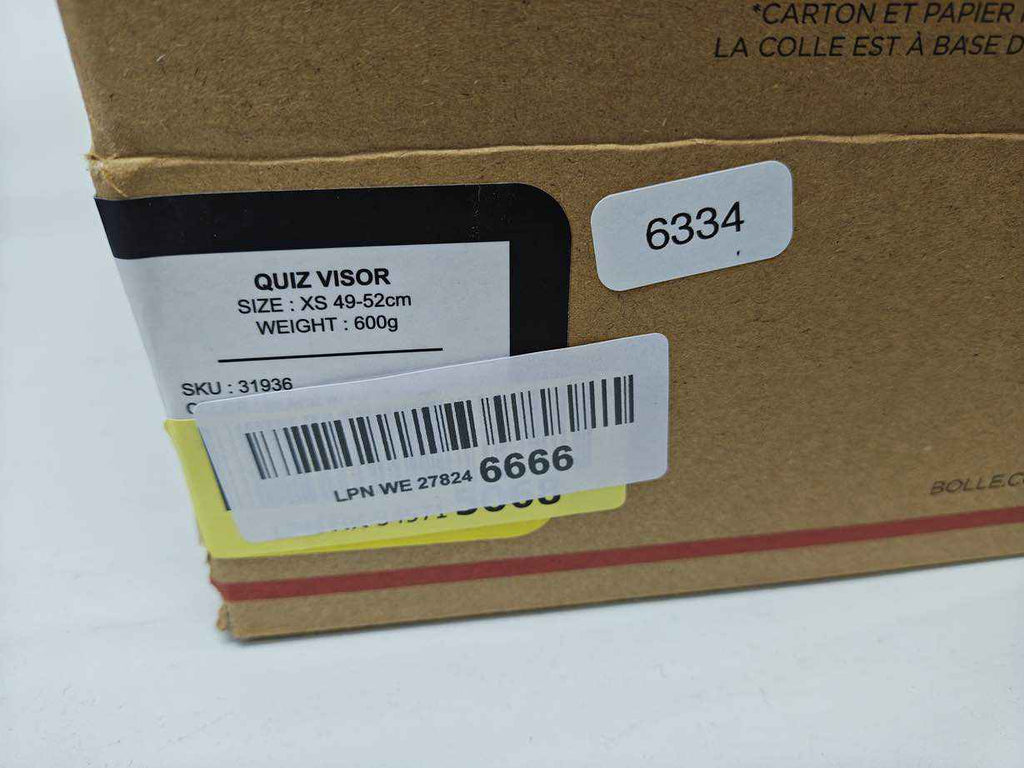 *CARTON ET PAPIER
LA COLLE EST À BASE
6334
QUIZ VISOR
SIZE : XS 49-52cm
WEIGHT : 600g
SKU : 31936
LPN WE 27824 6666
BOLLE.C